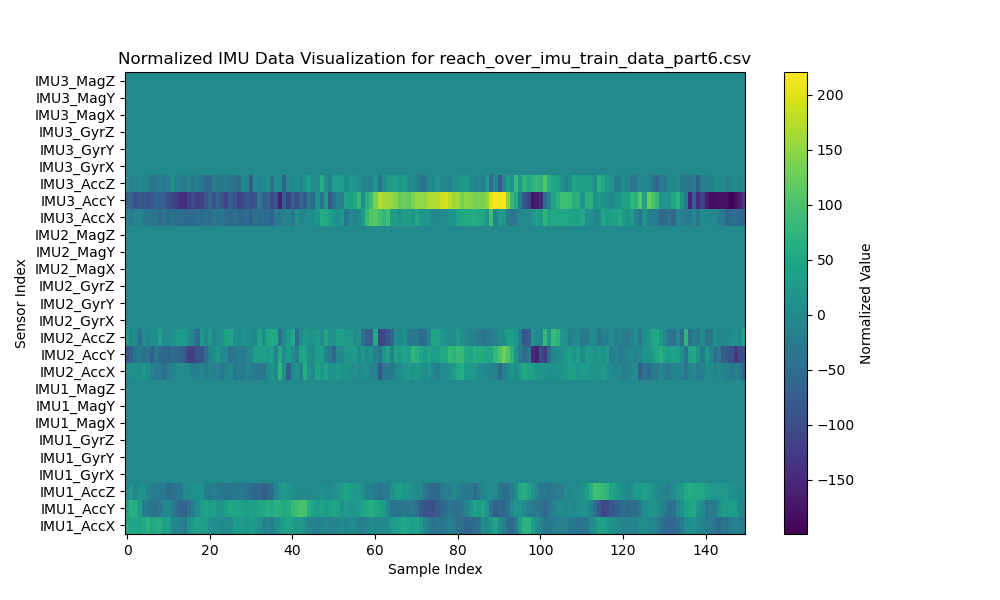 Normalized IMU Data Visualization for reach_over_imu_train_data_part6.csv
IMU3_MagZ
IMU3_MagY
IMU3_MagX
IMU3_GyrZ
IMU3_GyrY
IMU3_GyrX
IMU3_AccZ
IMU3_AccY
IMU3_AccX
IMU2_MagZ
IMU2_MagY
IMU2_MagX
IMU2_GyrZ
IMU2_GyrY
IMU2_GyrX
IMU2_AccZ
IMU2_AccY
IMU2_AccX
IMU1_MagZ
IMU1_MagY
IMU1_MagX
IMU1_GyrZ
IMU1_GyrY
IMU1_GyrX
IMU1_AccZ
IMU1_AccY
IMU1_AccX
Sensor Index
0 20 40 60 80 100 120 140
Sample Index
200
150
100
50
0
−50
−100
−150
Normalized Value